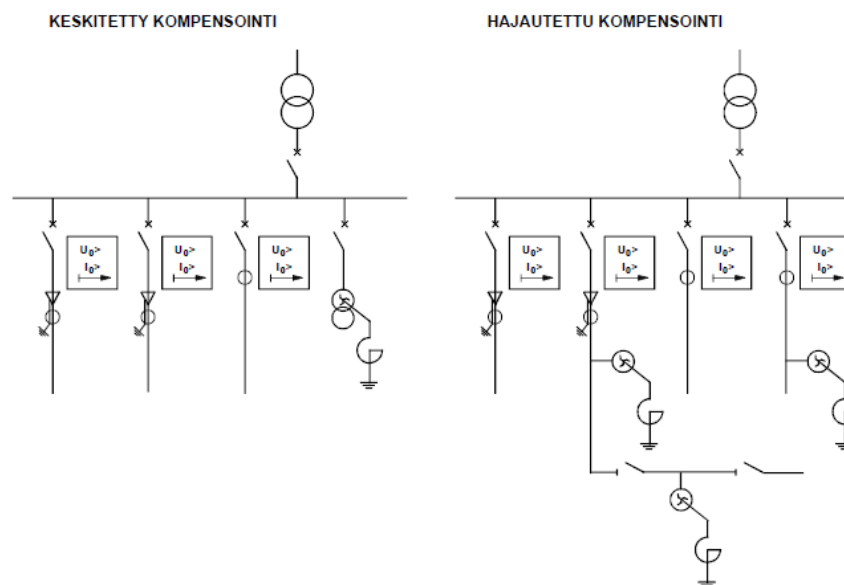 KESKITETTY KOMPENSOINTI
HAJAUTETTU KOMPENSOINTI
U₀>
I₀>
U₀>
I₀>
U₀>
I₀>
U₀>
I₀>
U₀>
I₀>
U₀>
I₀>
U₀>
I₀>